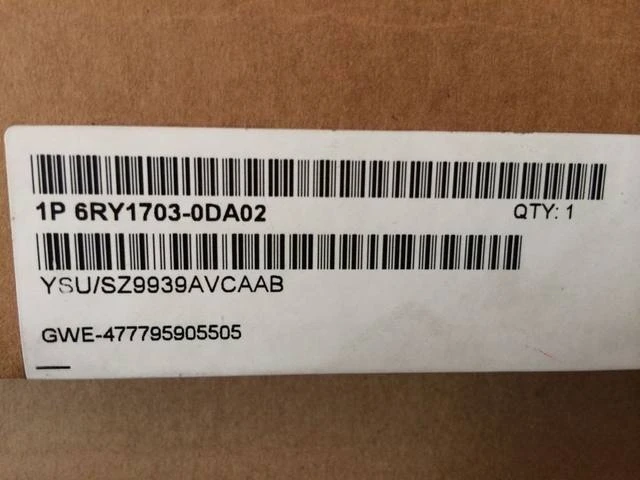 1P 6RY1703-0DA02 QTY: 1
YSU/SZ9939AVCAAB
GWE-477795905505